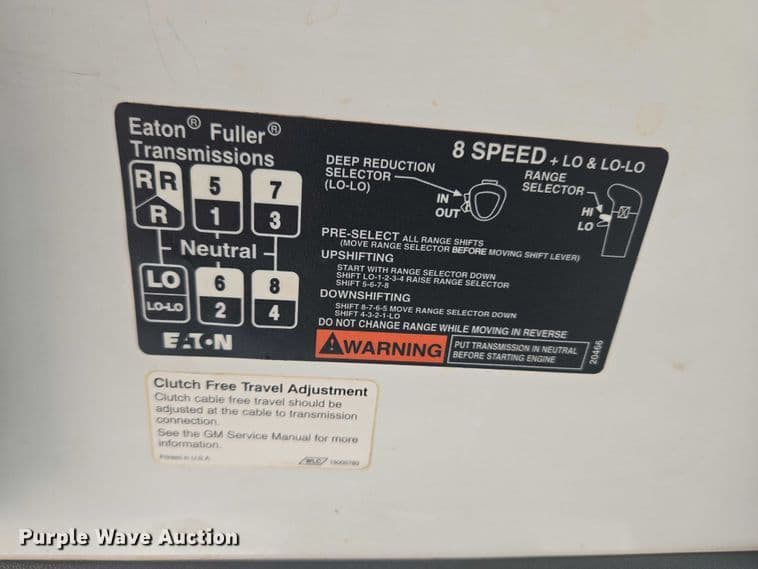 Eaton® Fuller®
Transmissions
R R 5 7
R 1 3
Neutral
LO 6 8
LO-LO 2 4
EATON
8 SPEED + LO & LO-LO
DEEP REDUCTION
SELECTOR
(LO-LO)
IN
OUT
RANGE
SELECTOR
HI
LO
PRE-SELECT ALL RANGE SHIFTS
(MOVE RANGE SELECTOR BEFORE MOVING SHIFT LEVER)
UPSHIFTING
START WITH RANGE SELECTOR DOWN
SHIFT LO-1-2-3-4 RAISE RANGE SELECTOR
SHIFT 5-6-7-8
DOWNSHIFTING
SHIFT 8-7-6-5 MOVE RANGE SELECTOR DOWN
SHIFT 4-3-2-1-LO
DO NOT CHANGE RANGE WHILE MOVING IN REVERSE
WARNING
PUT TRANSMISSION IN NEUTRAL
BEFORE STARTING ENGINE
20466
Clutch Free Travel Adjustment
Clutch cable free travel should be
adjusted at the cable to transmission
connection.
See the GM Service Manual for more
information.
Printed in U.S.A.
WLC
Purple Wave Auction